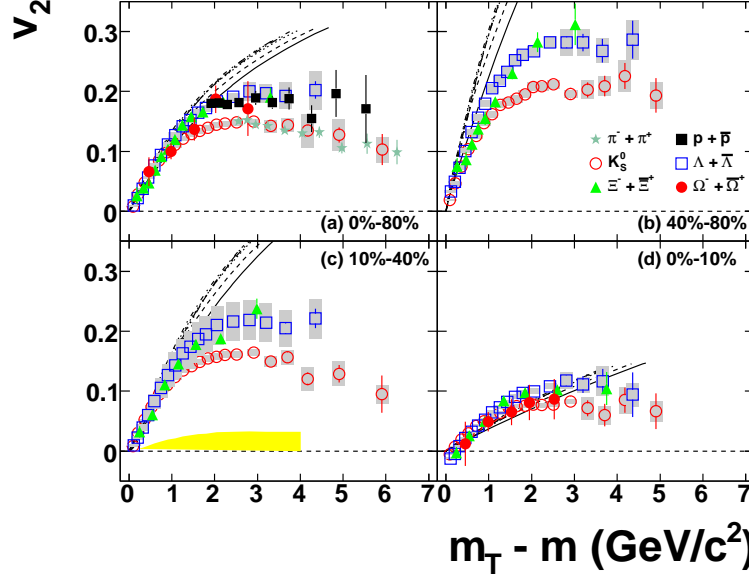 v₂
0.3
0.2
0.1
0
(a) 0%-80%
π⁻ + π⁺
K⁰_S
Ξ⁻ + Ξ̅⁺
p + p̅
Λ + Λ̅
Ω⁻ + Ω̅⁺
(b) 40%-80%
0.3
0.2
0.1
0
(c) 10%-40%
(d) 0%-10%
0 1 2 3 4 5 6 7
0 1 2 3 4 5 6 7
m_T - m (GeV/c²)